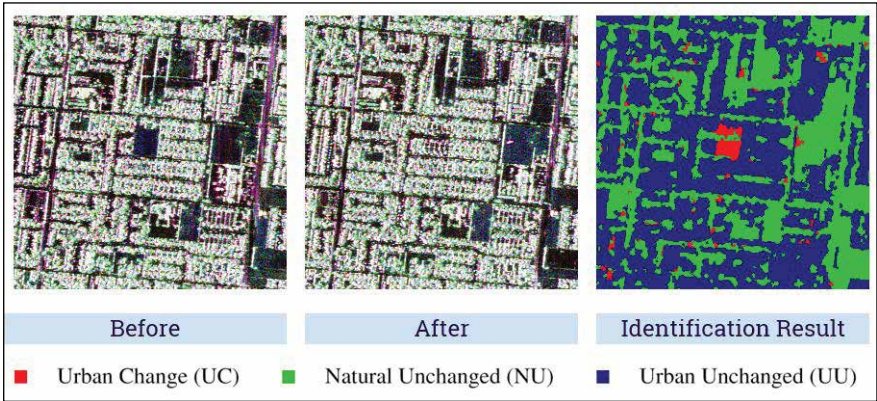 Before After Identification Result
Urban Change (UC) Natural Unchanged (NU) Urban Unchanged (UU)